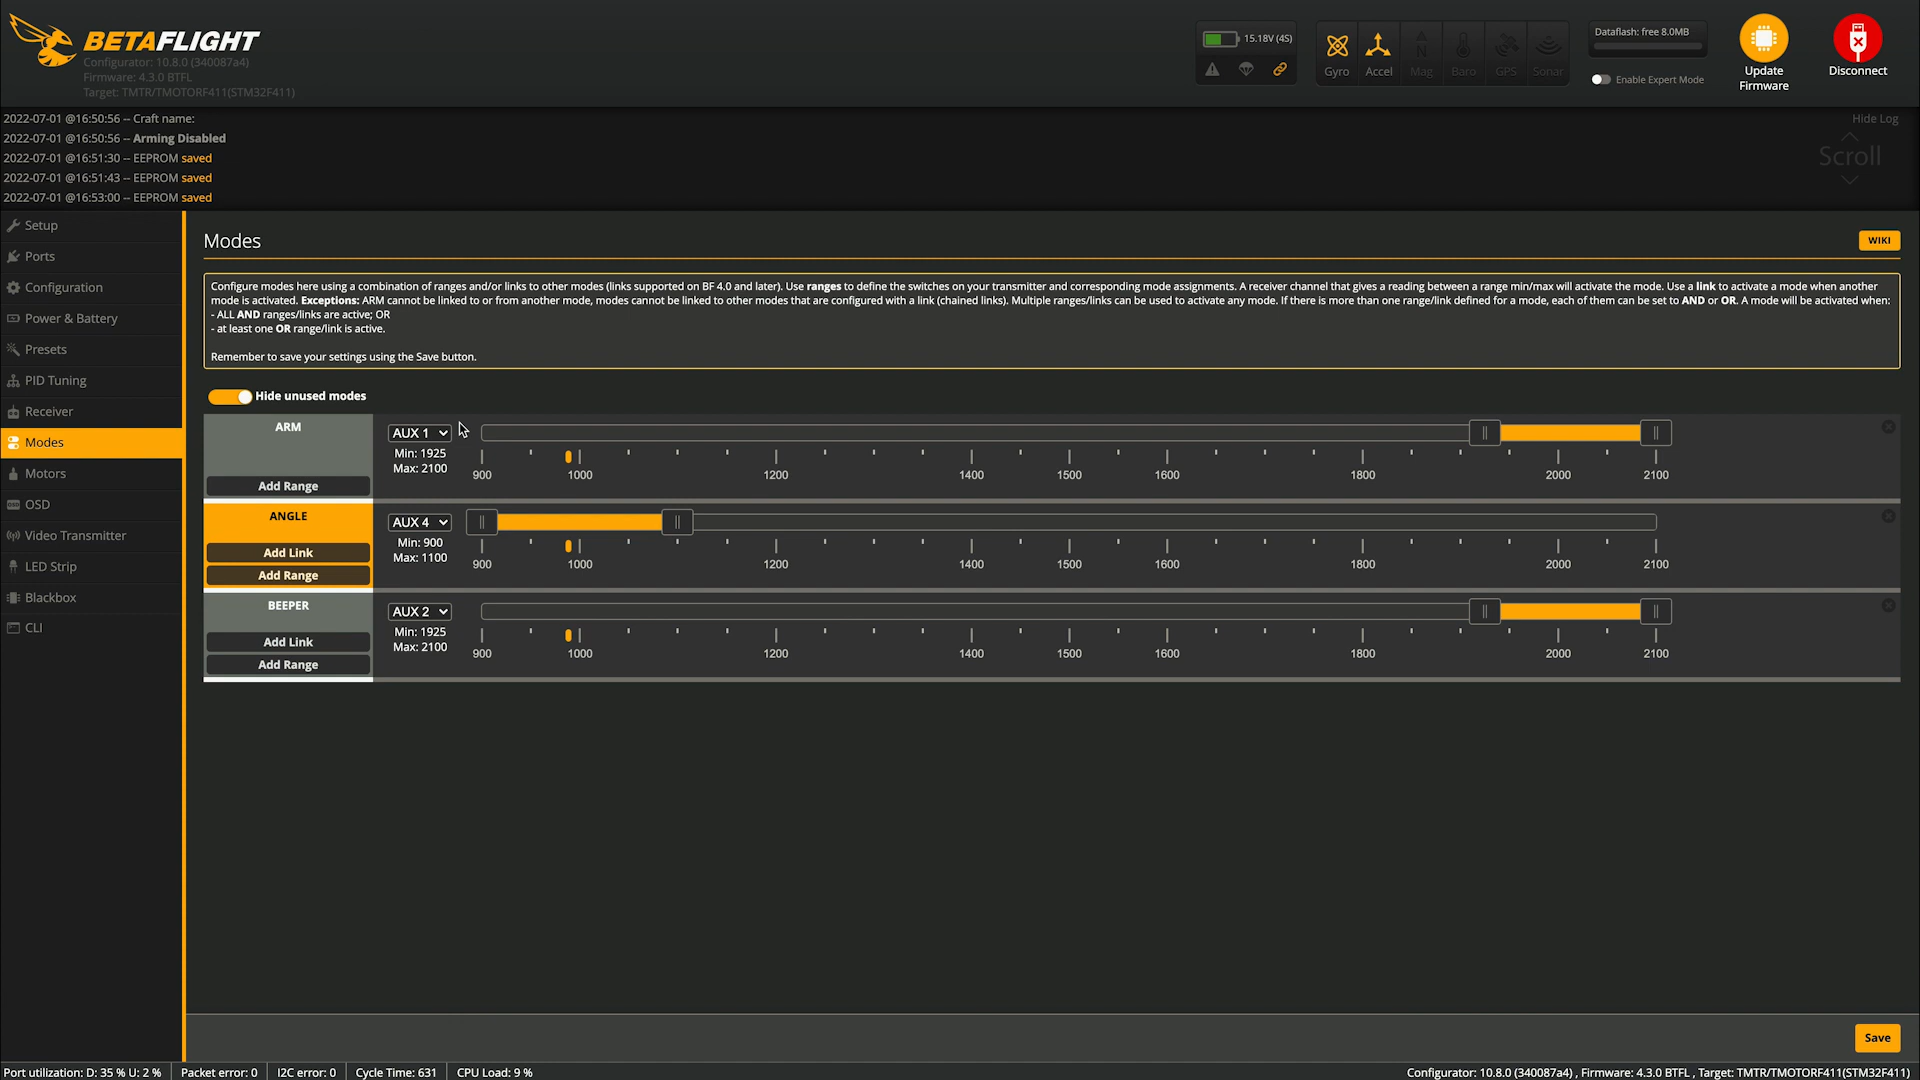 BETAFLIGHT
Configurator: 10.8.0 (340087a4)
Firmware: 4.3.0 BTFL
Target: TMTR/TMOTORF411(STM32F411)
15.18V (4S)
Gyro
Accel
Mag
Baro
GPS
Sonar
Dataflash: free 8.0MB
Enable Expert Mode
Update Firmware
Disconnect
2022-07-01 @16:50:56 -- Craft name:
2022-07-01 @16:50:56 -- Arming Disabled
2022-07-01 @16:51:30 -- EEPROM saved
2022-07-01 @16:51:43 -- EEPROM saved
2022-07-01 @16:53:00 -- EEPROM saved
Hide Log
Scroll
Setup
Ports
Configuration
Power & Battery
Presets
PID Tuning
Receiver
Modes
Motors
OSD
Video Transmitter
LED Strip
Blackbox
CLI
Modes
WIKI
Configure modes here using a combination of ranges and/or links to other modes (links supported on BF 4.0 and later). Use ranges to define the switches on your transmitter and corresponding mode assignments. A receiver channel that gives a reading between a range min/max will activate the mode. Use a link to activate a mode when another
mode is activated. Exceptions: ARM cannot be linked to or from another mode, modes cannot be linked to other modes that are configured with a link (chained links). Multiple ranges/links can be used to activate any mode. If there is more than one range/link defined for a mode, each of them can be set to AND or OR. A mode will be activated when:
- ALL AND ranges/links are active; OR
- at least one OR range/link is active.
Remember to save your settings using the Save button.
Hide unused modes
ARM
Add Range
AUX 1
Min: 1925
Max: 2100
900 1000 1200 1400 1500 1600 1800 2000 2100
ANGLE
Add Link
Add Range
AUX 4
Min: 900
Max: 1100
900 1000 1200 1400 1500 1600 1800 2000 2100
BEEPER
Add Link
Add Range
AUX 2
Min: 1925
Max: 2100
900 1000 1200 1400 1500 1600 1800 2000 2100
Save
Port utilization: D: 35 % U: 2 %
Packet error: 0
I2C error: 0
Cycle Time: 631
CPU Load: 9 %
Configurator: 10.8.0 (340087a4) , Firmware: 4.3.0 BTFL , Target: TMTR/TMOTORF411(STM32F411)